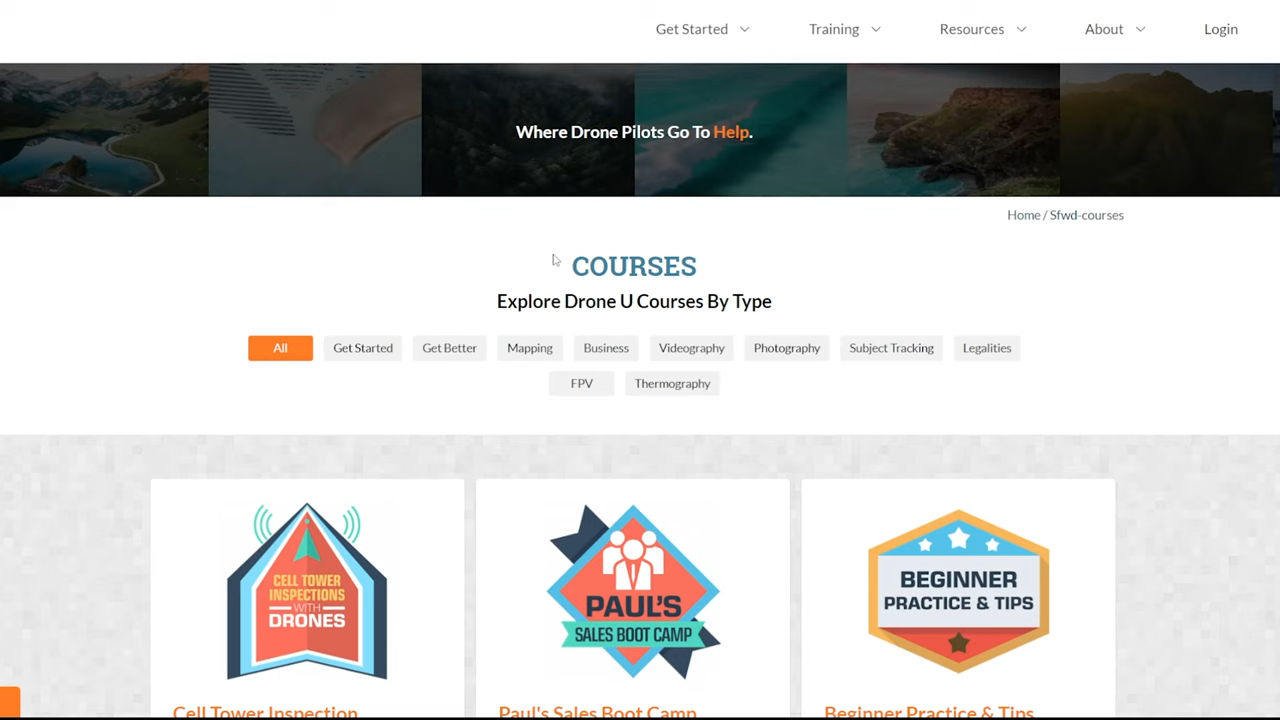 Get Started Training Resources About Login
Where Drone Pilots Go To Help.
Home / Sfwd-courses
COURSES
Explore Drone U Courses By Type
All Get Started Get Better Mapping Business Videography Photography Subject Tracking Legalities
FPV Thermography
CELL TOWER
INSPECTIONS
WITH
DRONES
PAUL'S
SALES BOOT CAMP
BEGINNER
PRACTICE & TIPS
Cell Tower Inspection
Paul's Sales Boot Camp
Beginner Practice & Tips